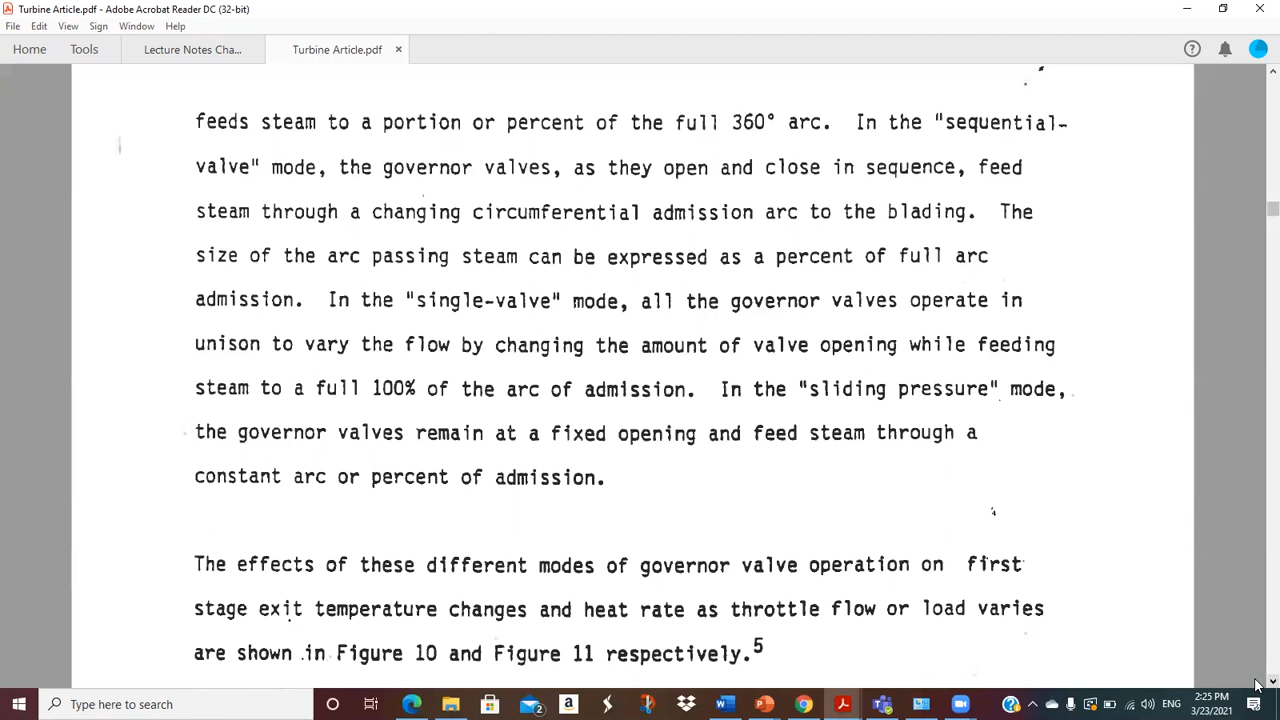 Turbine Article.pdf - Adobe Acrobat Reader DC (32-bit)
File Edit View Sign Window Help
Home Tools Lecture Notes Cha... Turbine Article.pdf ×
feeds steam to a portion or percent of the full 360° arc. In the "sequential-
valve" mode, the governor valves, as they open and close in sequence, feed
steam through a changing circumferential admission arc to the blading. The
size of the arc passing steam can be expressed as a percent of full arc
admission. In the "single-valve" mode, all the governor valves operate in
unison to vary the flow by changing the amount of valve opening while feeding
steam to a full 100% of the arc of admission. In the "sliding pressure" mode,
the governor valves remain at a fixed opening and feed steam through a
constant arc or percent of admission.
The effects of these different modes of governor valve operation on first
stage exit temperature changes and heat rate as throttle flow or load varies
are shown in Figure 10 and Figure 11 respectively.5
Type here to search
ENG
2:25 PM
3/23/2021